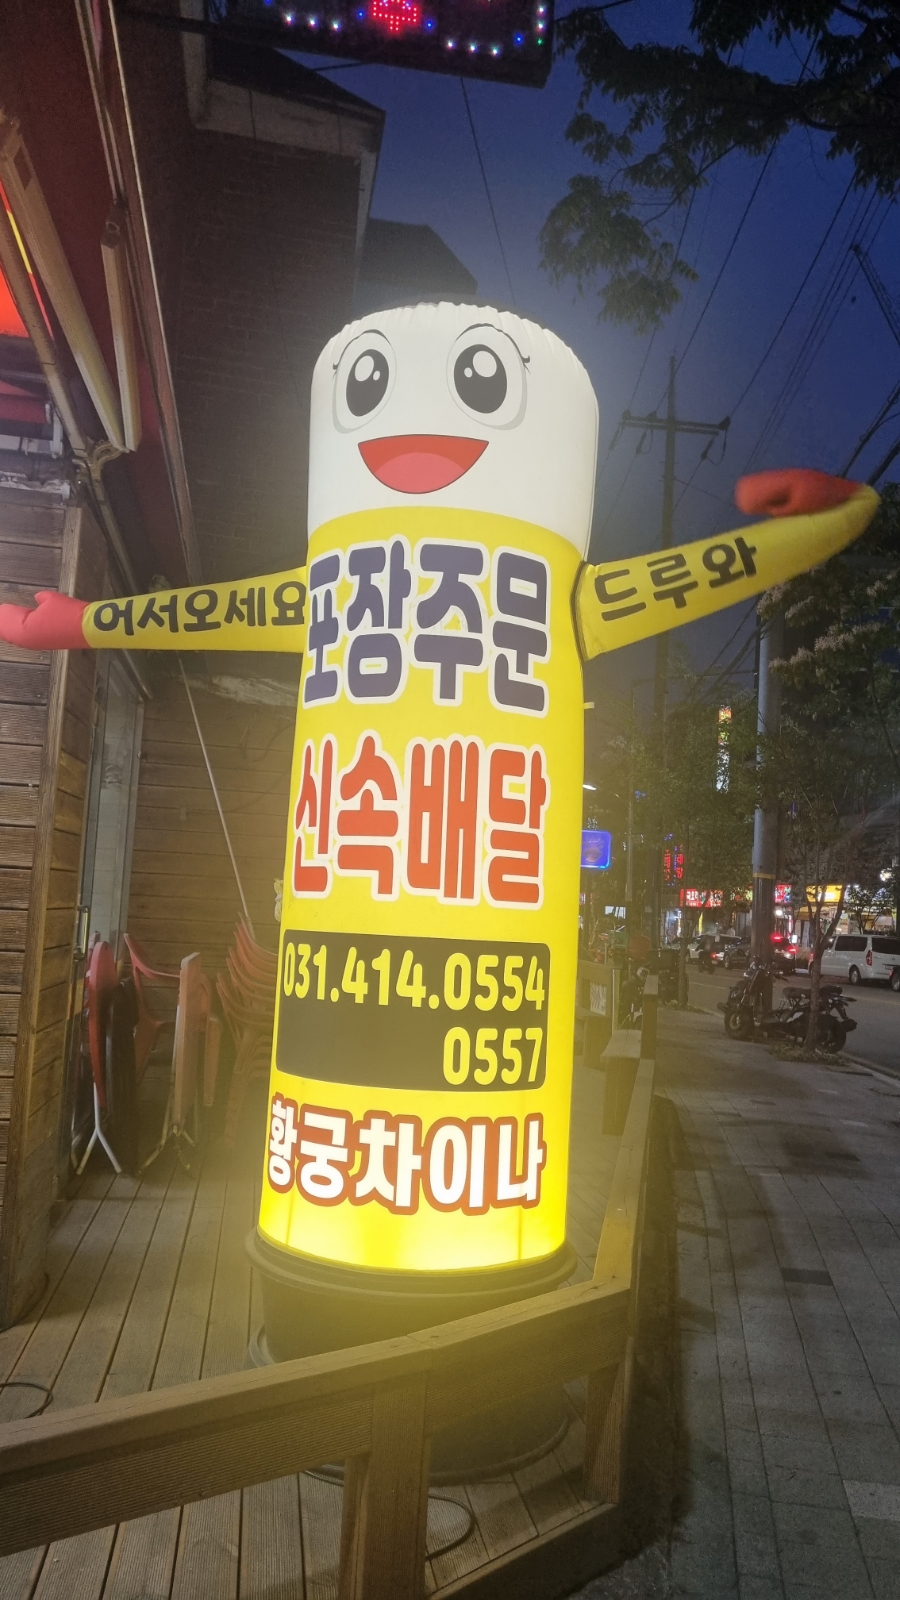 어서오세요
드루와
포장주문
신속배달
031.414.0554
0557
황궁차이나